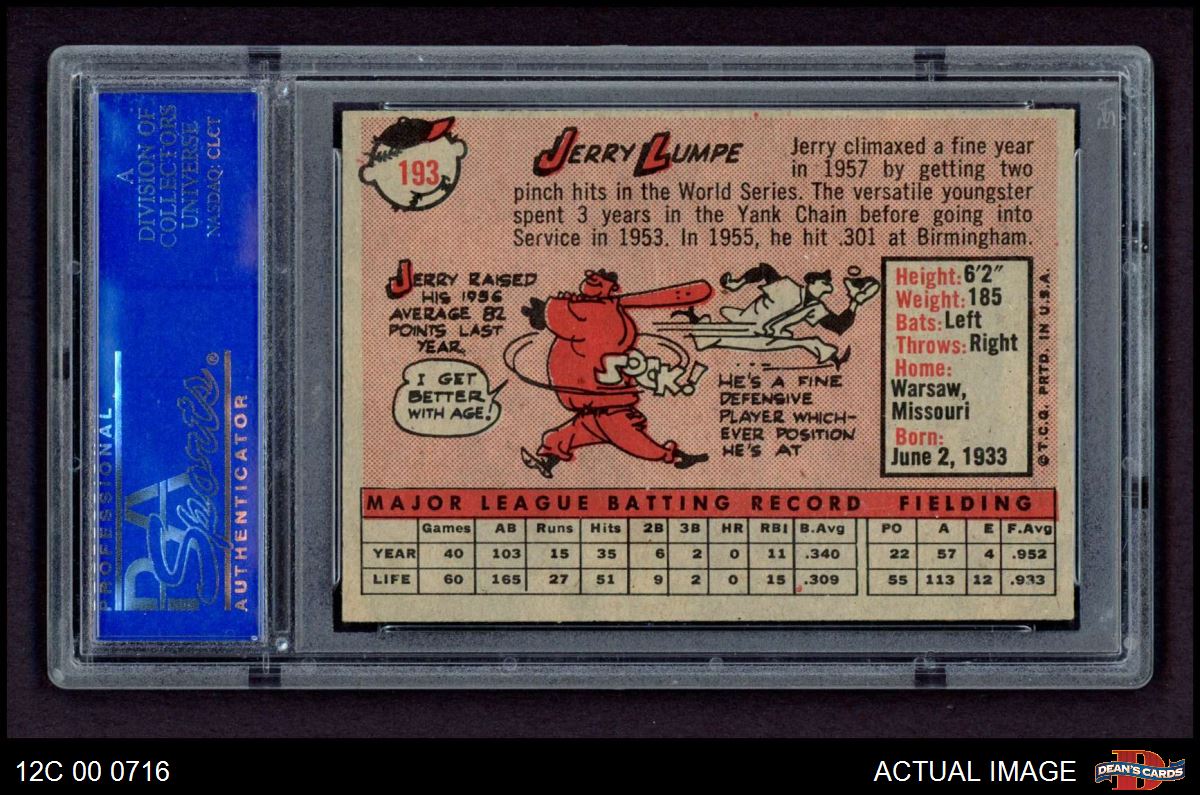 A
DIVISION OF
COLLECTORS
UNIVERSE
NASDAQ: CLCT
PROFESSIONAL
PSA
Sports®
AUTHENTICATOR
193
JERRY LUMPE
Jerry climaxed a fine year
in 1957 by getting two
pinch hits in the World Series. The versatile youngster
spent 3 years in the Yank Chain before going into
Service in 1953. In 1955, he hit .301 at Birmingham.
JERRY RAISED
HIS 1956
AVERAGE 82
POINTS LAST
YEAR.
I GET
BETTER
WITH AGE!
SOCK!
HE'S A FINE
DEFENSIVE
PLAYER WHICH-
EVER POSITION
HE'S AT
Height: 6'2"
Weight: 185
Bats: Left
Throws: Right
Home:
Warsaw,
Missouri
Born:
June 2, 1933
© T.C.G. PRTD. IN U.S.A.
MAJOR LEAGUE BATTING RECORD FIELDING
Games AB Runs Hits 2B 3B HR RBI B.Avg PO A E F.Avg
YEAR 40 103 15 35 6 2 0 11 .340 22 57 4 .952
LIFE 60 165 27 51 9 2 0 15 .309 55 113 12 .933
12C 00 0716
ACTUAL IMAGE
D
DEAN'S CARDS